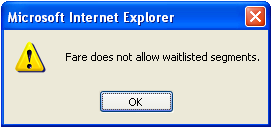 Microsoft Internet Explorer
Fare does not allow waitlisted segments.
OK